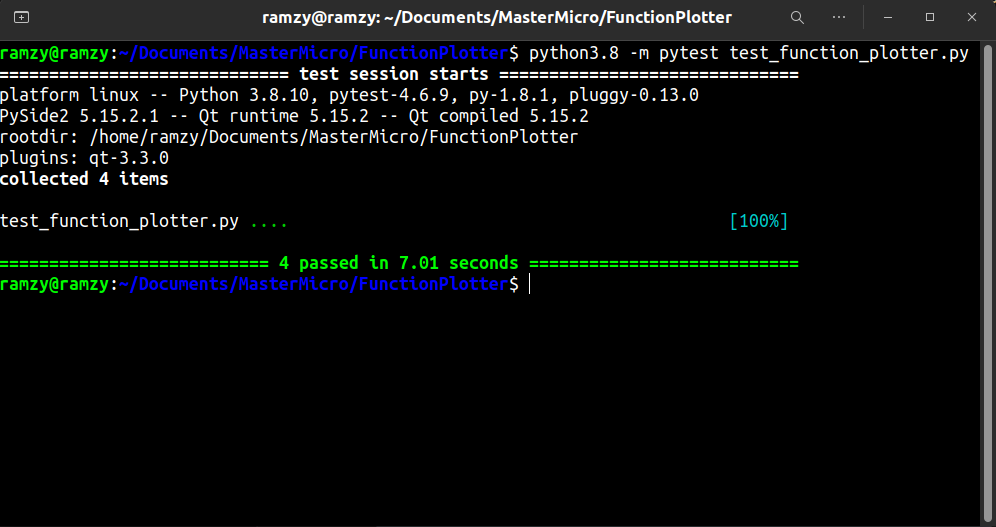 ramzy@ramzy: ~/Documents/MasterMicro/FunctionPlotter
ramzy@ramzy:~/Documents/MasterMicro/FunctionPlotter$ python3.8 -m pytest test_function_plotter.py
============================= test session starts ==============================
platform linux -- Python 3.8.10, pytest-4.6.9, py-1.8.1, pluggy-0.13.0
PySide2 5.15.2.1 -- Qt runtime 5.15.2 -- Qt compiled 5.15.2
rootdir: /home/ramzy/Documents/MasterMicro/FunctionPlotter
plugins: qt-3.3.0
collected 4 items
test_function_plotter.py .... [100%]
=========================== 4 passed in 7.01 seconds ===========================
ramzy@ramzy:~/Documents/MasterMicro/FunctionPlotter$